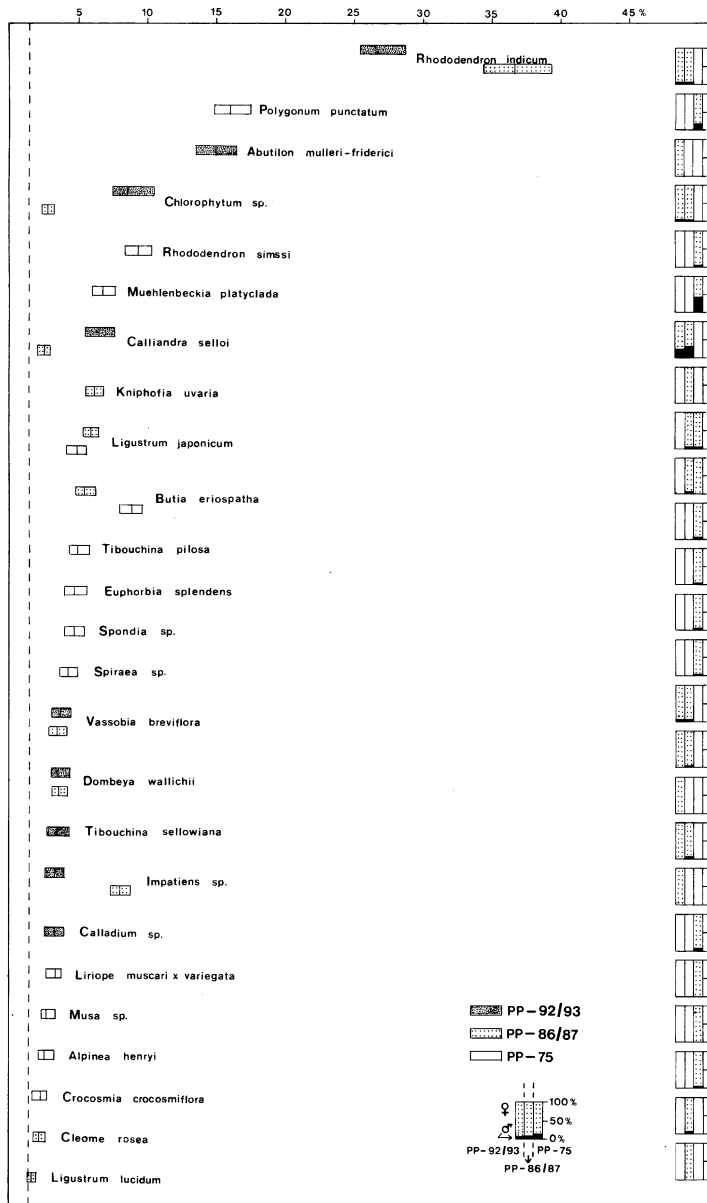 5 10 15 20 25 30 35 40 45 %
Rhododendron indicum
Polygonum punctatum
Abutilon mulleri-friderici
Chlorophytum sp.
Rhododendron simssi
Muehlenbeckia platyclada
Calliandra selloi
Kniphofia uvaria
Ligustrum japonicum
Butia eriospatha
Tibouchina pilosa
Euphorbia splendens
Spondia sp.
Spiraea sp.
Vassobia breviflora
Dombeya wallichii
Tibouchina sellowiana
Impatiens sp.
Calladium sp.
Liriope muscari x variegata
Musa sp.
Alpinea henryi
Crocosmia crocosmiflora
Cleome rosea
Ligustrum lucidum
PP-92/93
PP-86/87
PP-75
♀ 100%
50%
♂ 0%
PP-92/93 PP-75
PP-86/87